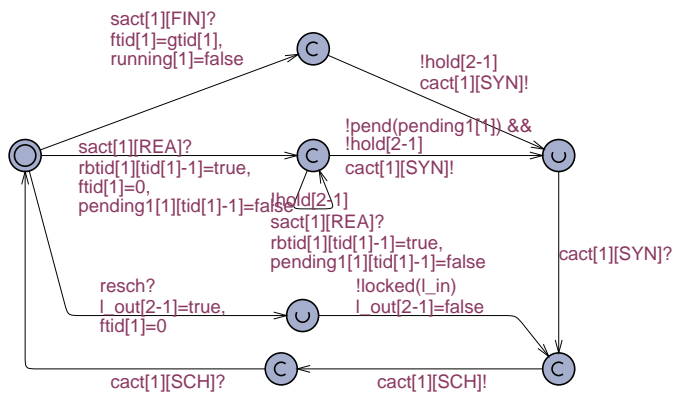 sact[1][FIN]?
ftid[1]=gtid[1],
running[1]=false
C
!hold[2-1]
cact[1][SYN]!
sact[1][REA]?
rbtid[1][tid[1]-1]=true,
ftid[1]=0,
pending1[1][tid[1]-1]=false
C
!pend(pending1[1]) &&
!hold[2-1]
cact[1][SYN]!
!hold[2-1]
sact[1][REA]?
rbtid[1][tid[1]-1]=true,
pending1[1][tid[1]-1]=false
cact[1][SYN]?
resch?
l_out[2-1]=true,
ftid[1]=0
!locked(l_in)
l_out[2-1]=false
C
C
cact[1][SCH]?
cact[1][SCH]!